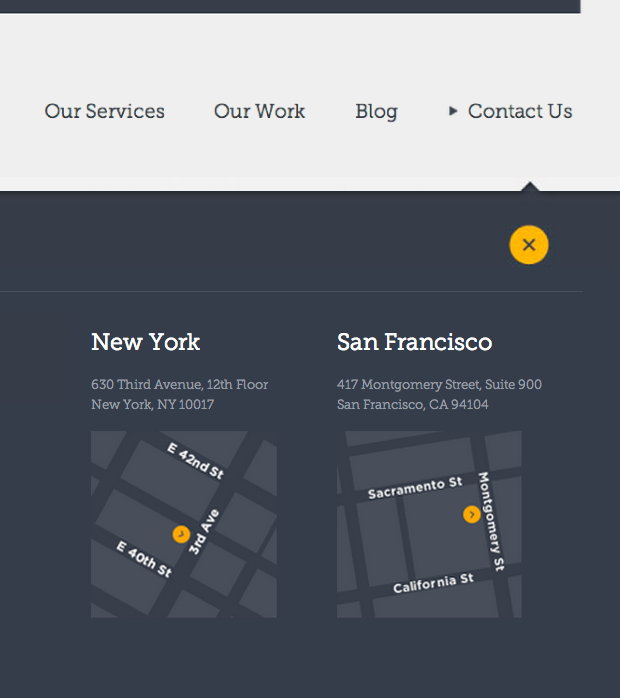 Our Services Our Work Blog Contact Us
New York
630 Third Avenue, 12th Floor
New York, NY 10017
E 42nd St
3rd Ave
E 40th St
San Francisco
417 Montgomery Street, Suite 900
San Francisco, CA 94104
Sacramento St
Montgomery St
California St